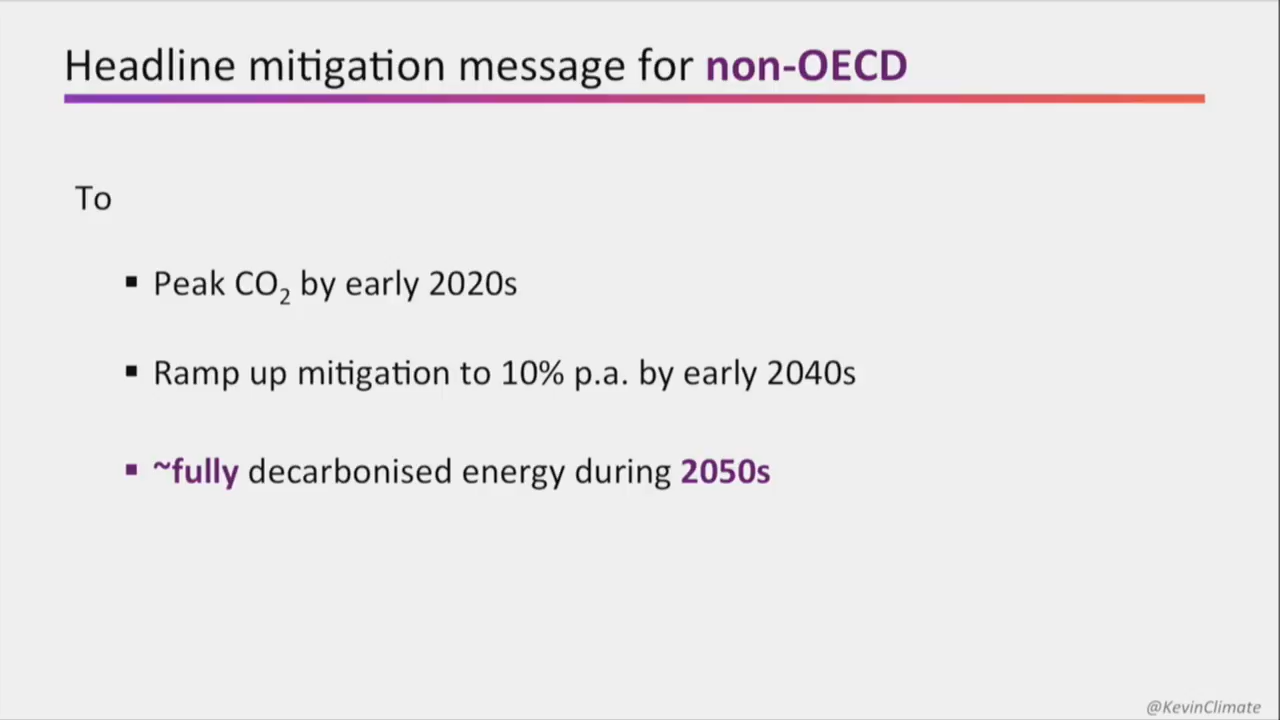 Headline mitigation message for non-OECD
To
▪ Peak CO₂ by early 2020s
▪ Ramp up mitigation to 10% p.a. by early 2040s
▪ ~fully decarbonised energy during 2050s
@KevinClimate